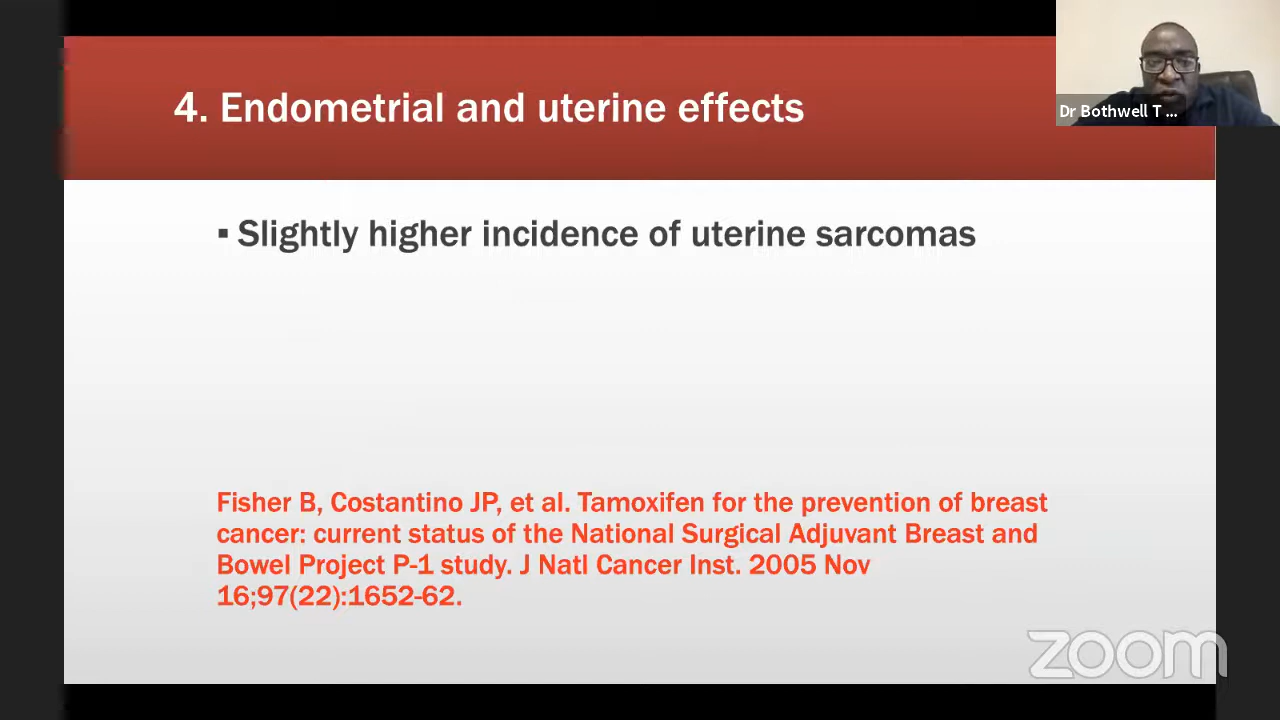 4. Endometrial and uterine effects
Dr Bothwell T ...
▪ Slightly higher incidence of uterine sarcomas
Fisher B, Costantino JP, et al. Tamoxifen for the prevention of breast
cancer: current status of the National Surgical Adjuvant Breast and
Bowel Project P-1 study. J Natl Cancer Inst. 2005 Nov
16;97(22):1652-62.
zoom